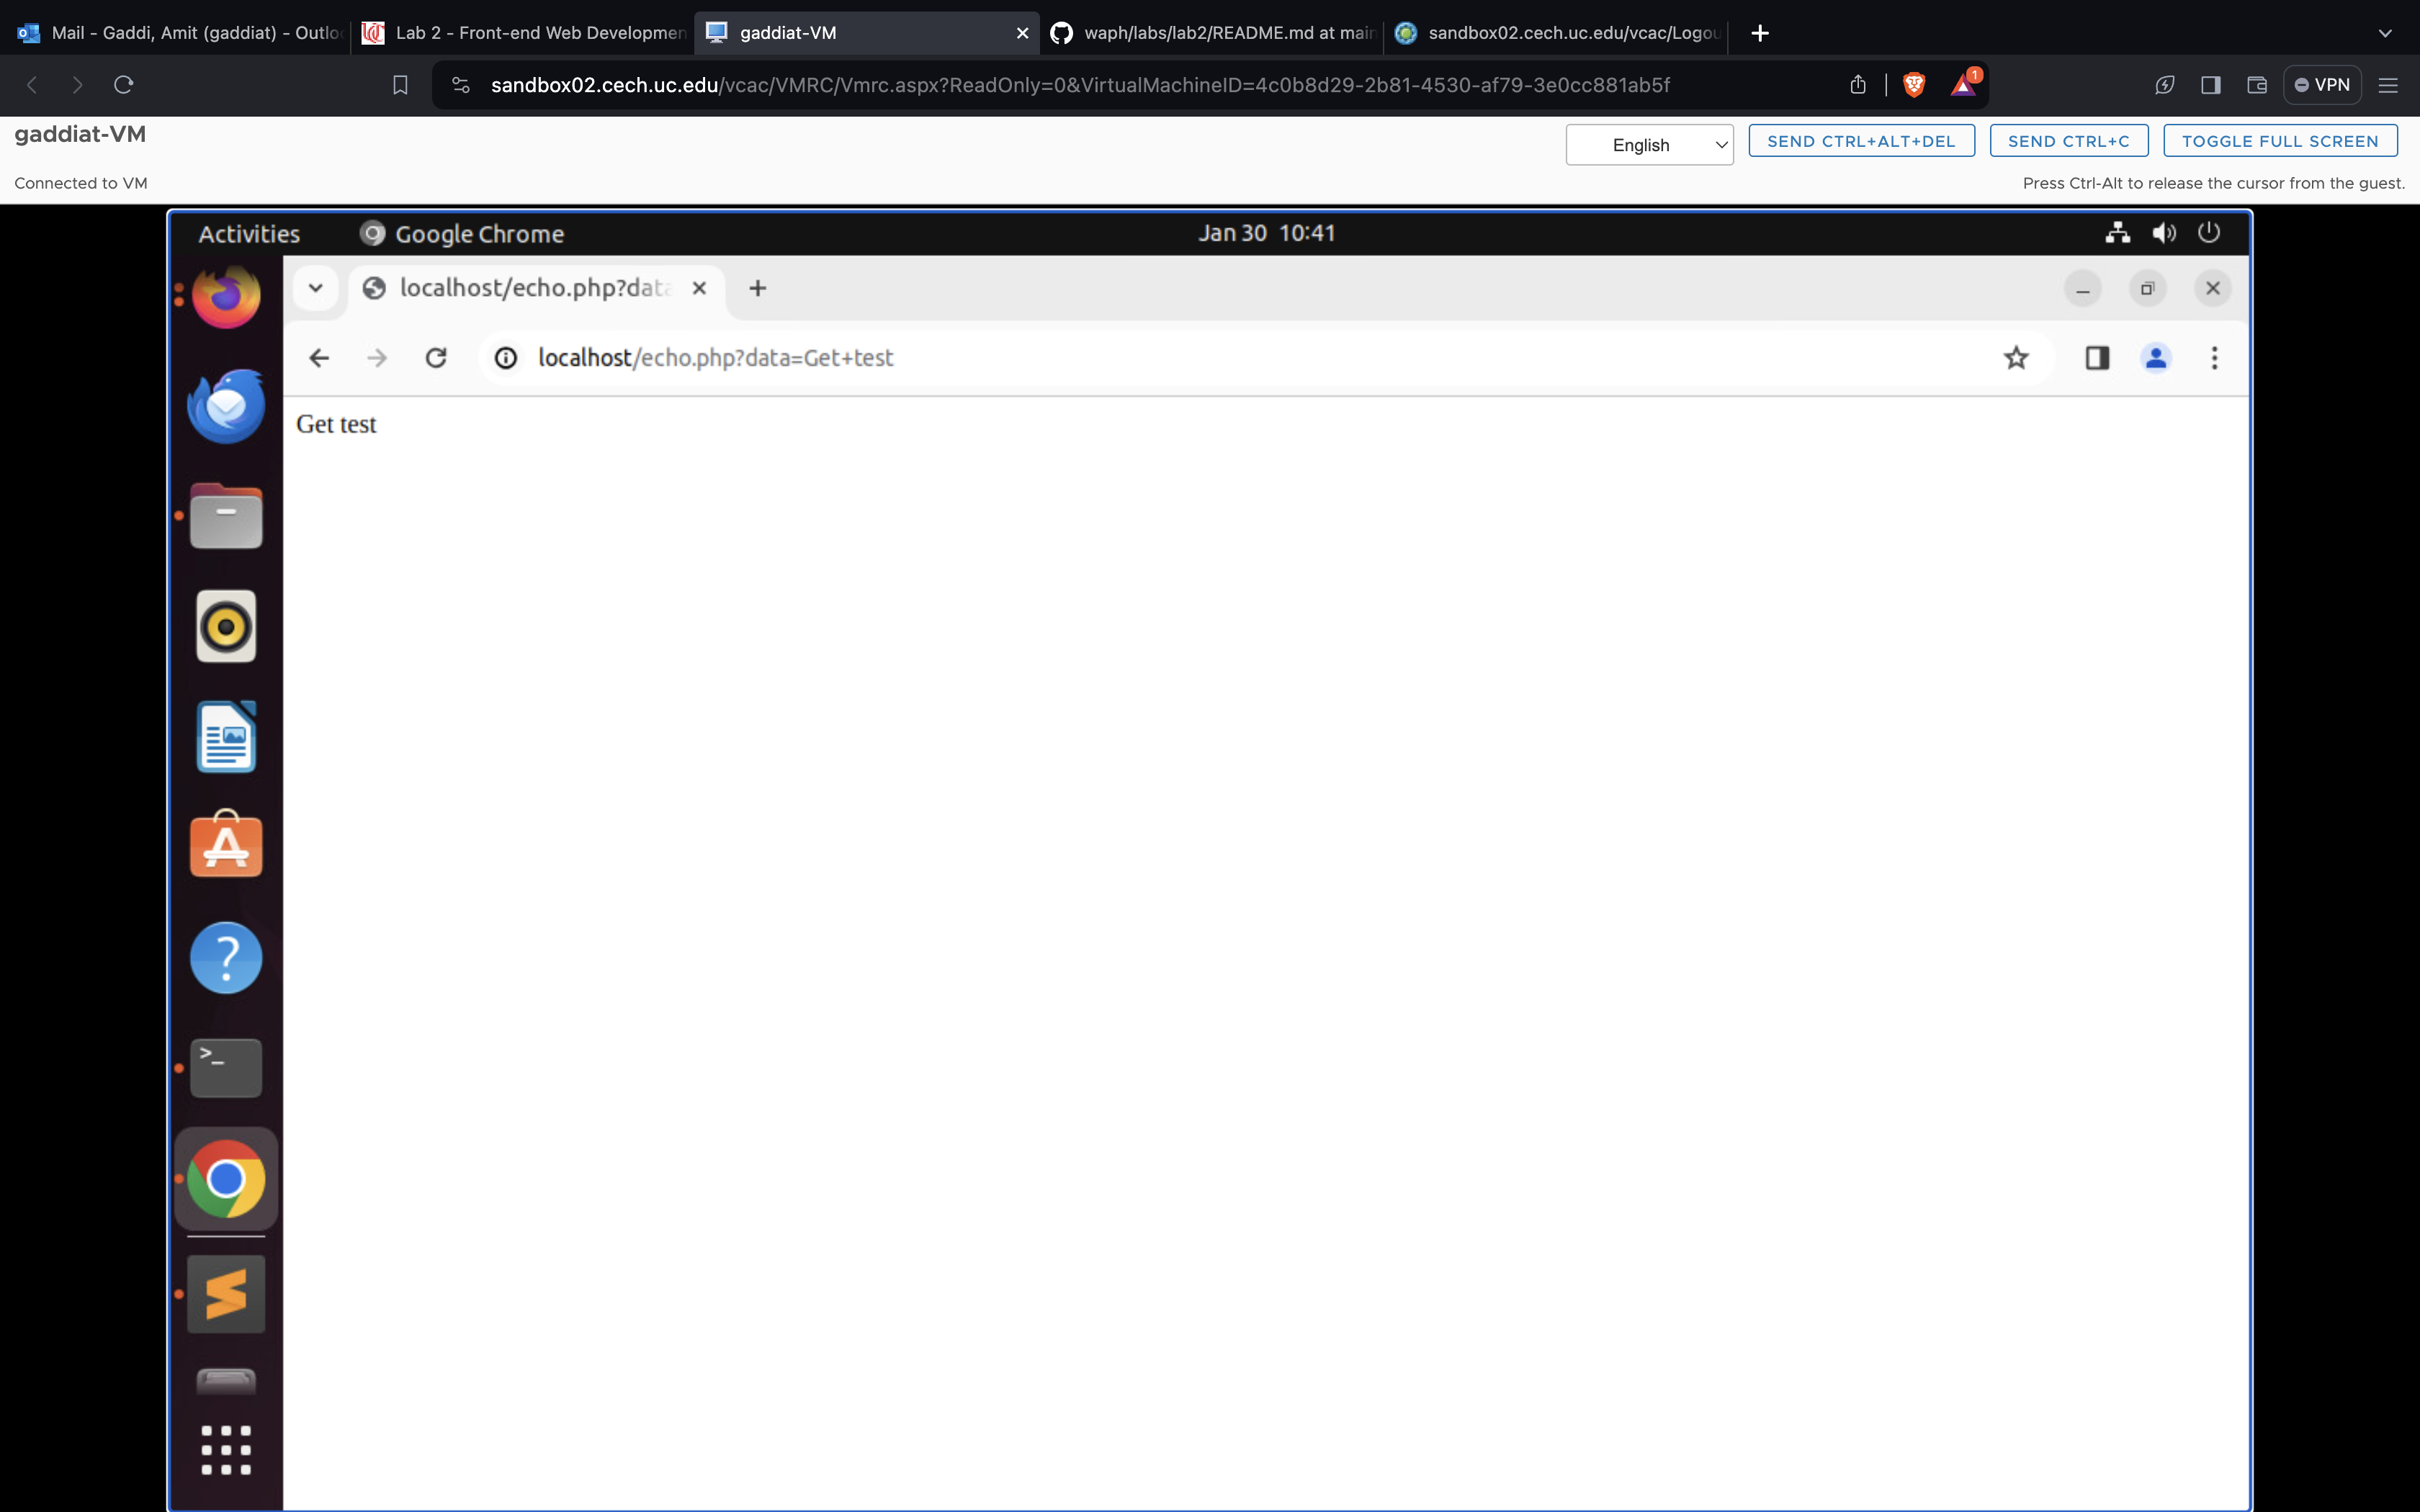 Mail - Gaddi, Amit (gaddiat) - Outlo
Lab 2 - Front-end Web Developmen
gaddiat-VM
waph/labs/lab2/README.md at main
sandbox02.cech.uc.edu/vcac/Logou
sandbox02.cech.uc.edu/vcac/VMRC/Vmrc.aspx?ReadOnly=0&VirtualMachineID=4c0b8d29-2b81-4530-af79-3e0cc881ab5f
1
VPN
gaddiat-VM
English
SEND CTRL+ALT+DEL
SEND CTRL+C
TOGGLE FULL SCREEN
Connected to VM
Press Ctrl-Alt to release the cursor from the guest.
Activities
Google Chrome
Jan 30 10:41
localhost/echo.php?data
localhost/echo.php?data=Get+test
Get test